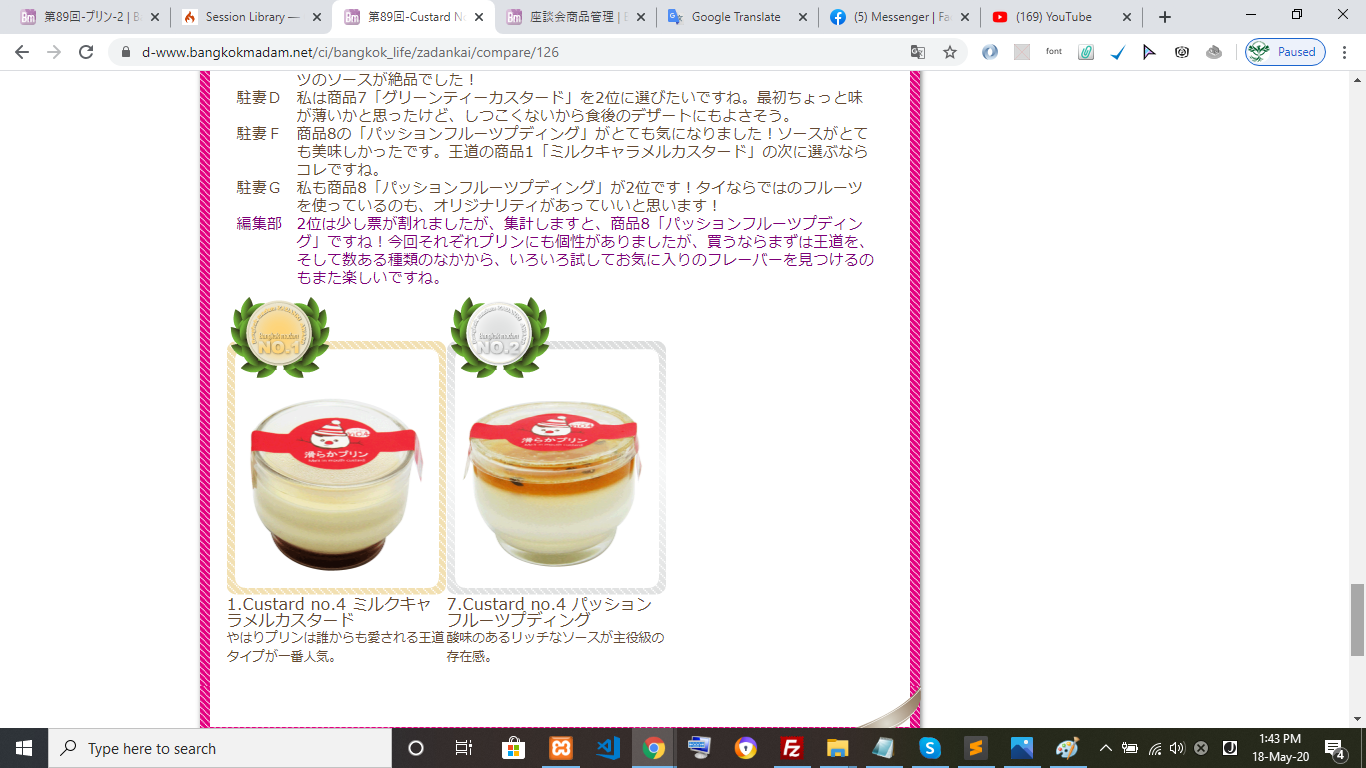 第89回-プリン-2 | B
Session Library —
第89回-Custard No
座談会商品管理 | B
Google Translate
(5) Messenger | Fa
(169) YouTube
d-www.bangkokmadam.net/ci/bangkok_life/zadankai/compare/126
font
Paused
ツのソースが絶品でした！
駐妻Ｄ 私は商品7「グリーンティーカスタード」を2位に選びたいですね。最初ちょっと味
が薄いかと思ったけど、しつこくないから食後のデザートにもよさそう。
駐妻Ｆ 商品8の「パッションフルーツプディング」がとても気になりました！ソースがとて
も美味しかったです。王道の商品1「ミルクキャラメルカスタード」の次に選ぶなら
コレですね。
駐妻Ｇ 私も商品8「パッションフルーツプディング」が2位です！タイならではのフルーツ
を使っているのも、オリジナリティがあっていいと思います！
編集部 2位は少し票が割れましたが、集計しますと、商品8「パッションフルーツプディン
グ」ですね！今回それぞれプリンにも個性がありましたが、買うならまずは王道を、
そして数ある種類のなかから、いろいろ試してお気に入りのフレーバーを見つけるの
もまた楽しいですね。
Bangkok madam
NO.1
Bangkok madam
NO.2
no4
滑らかプリン
no4
滑らかプリン
1.Custard no.4 ミルクキャ
ラメルカスタード
やはりプリンは誰からも愛される王道
タイプが一番人気。
7.Custard no.4 パッション
フルーツプディング
酸味のあるリッチなソースが主役級の
存在感。
Type here to search
1:43 PM
18-May-20
4